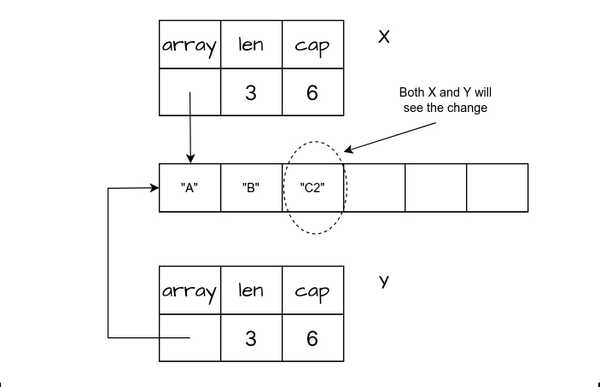 array len cap X
3 6
Both X and Y will
see the change
"A" "B" "C2"
array len cap Y
3 6